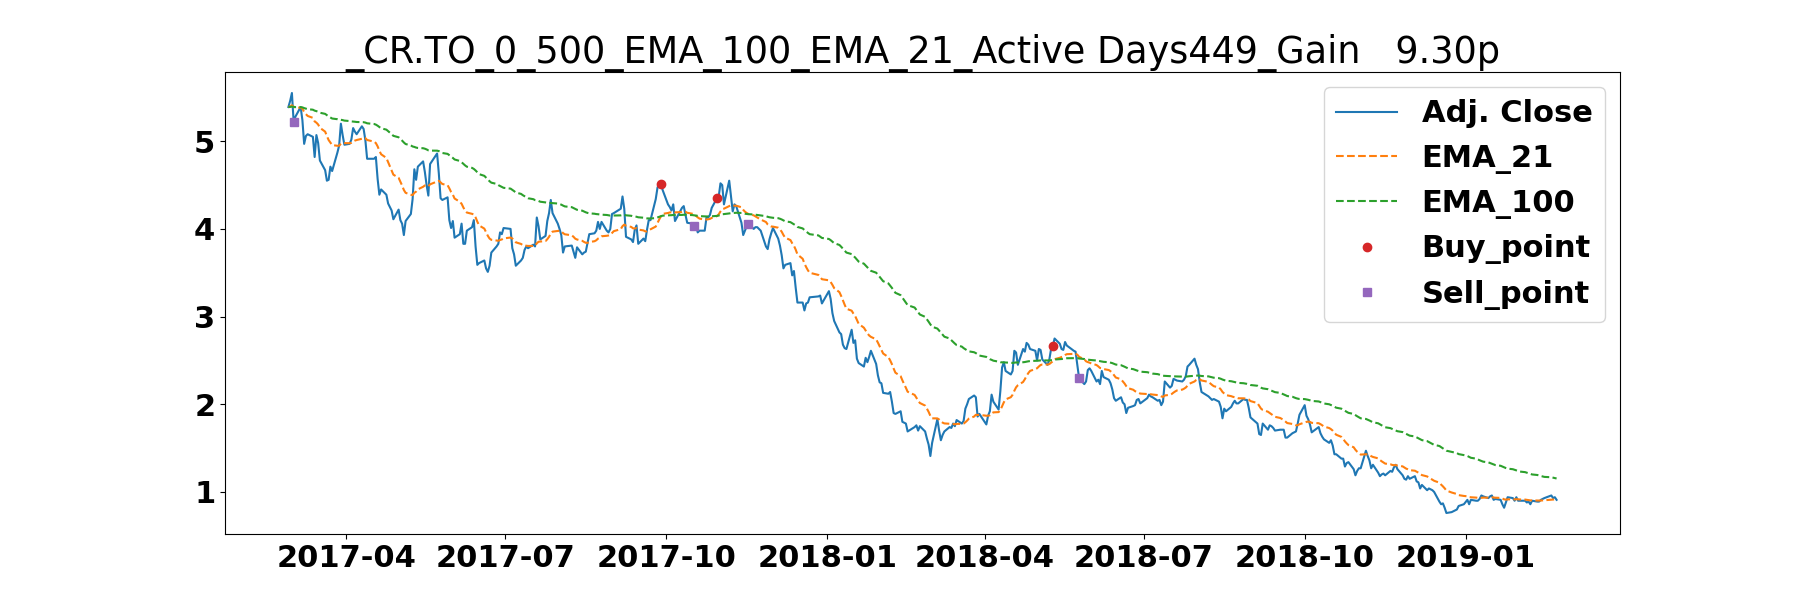 _CR.TO_0_500_EMA_100_EMA_21_Active Days449_Gain   9.30p
Adj. Close
EMA_21
EMA_100
Buy_point
Sell_point
5
4
3
2
1
2017-04 2017-07 2017-10 2018-01 2018-04 2018-07 2018-10 2019-01